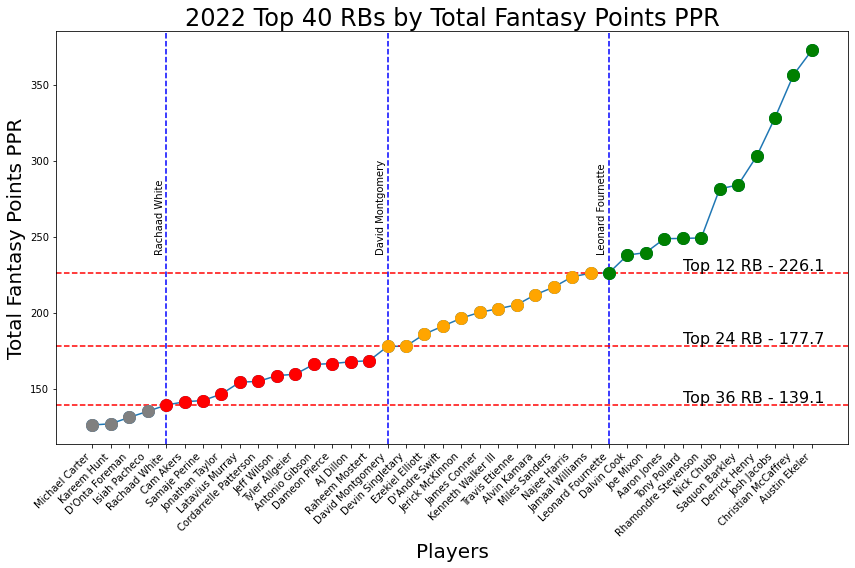 2022 Top 40 RBs by Total Fantasy Points PPR
Total Fantasy Points PPR
350
300
250
200
150
Rachaad White
David Montgomery
Leonard Fournette
Top 12 RB - 226.1
Top 24 RB - 177.7
Top 36 RB - 139.1
Michael Carter
Kareem Hunt
D'Onta Foreman
Isiah Pacheco
Rachaad White
Cam Akers
Samaje Perine
Jonathan Taylor
Latavius Murray
Cordarrelle Patterson
Jeff Wilson
Tyler Allgeier
Antonio Gibson
Dameon Pierce
AJ Dillon
Raheem Mostert
David Montgomery
Devin Singletary
Ezekiel Elliott
D'Andre Swift
Jerick McKinnon
James Conner
Kenneth Walker III
Travis Etienne
Alvin Kamara
Miles Sanders
Najee Harris
Jamaal Williams
Leonard Fournette
Dalvin Cook
Joe Mixon
Aaron Jones
Tony Pollard
Rhamondre Stevenson
Nick Chubb
Saquon Barkley
Derrick Henry
Josh Jacobs
Christian McCaffrey
Austin Ekeler
Players